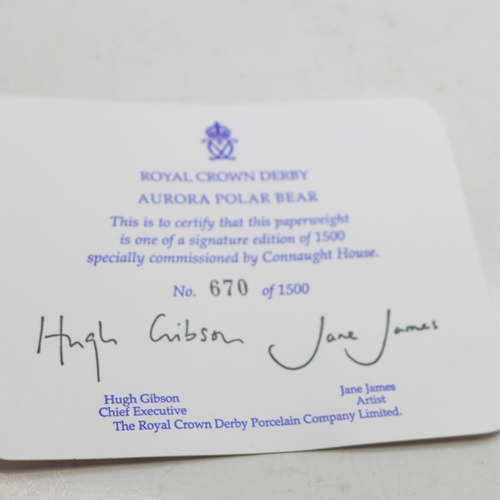 ROYAL CROWN DERBY
AURORA POLAR BEAR
This is to certify that this paperweight
is one of a signature edition of 1500
specially commissioned by Connaught House.
No. 670 of 1500
Hugh Gibson Jane James
Hugh Gibson Jane James
Chief Executive Artist
The Royal Crown Derby Porcelain Company Limited.